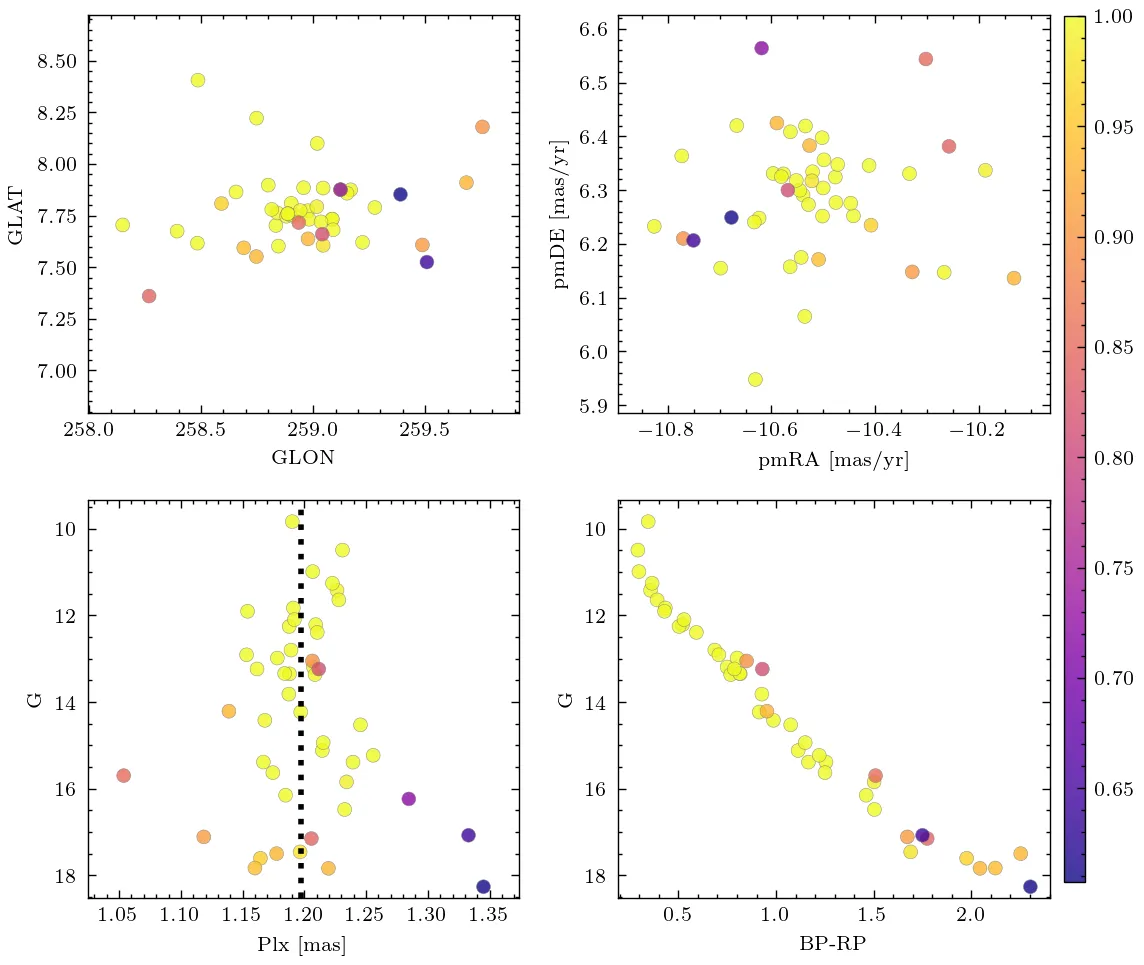 8.50
8.25
8.00
7.75
7.50
7.25
7.00
GLAT
258.0 258.5 259.0 259.5
GLON
6.6
6.5
6.4
6.3
6.2
6.1
6.0
5.9
pmDE [mas/yr]
−10.8 −10.6 −10.4 −10.2
pmRA [mas/yr]
10
12
14
16
18
G
1.05 1.10 1.15 1.20 1.25 1.30 1.35
Plx [mas]
10
12
14
16
18
G
0.5 1.0 1.5 2.0
BP-RP
1.00
0.95
0.90
0.85
0.80
0.75
0.70
0.65